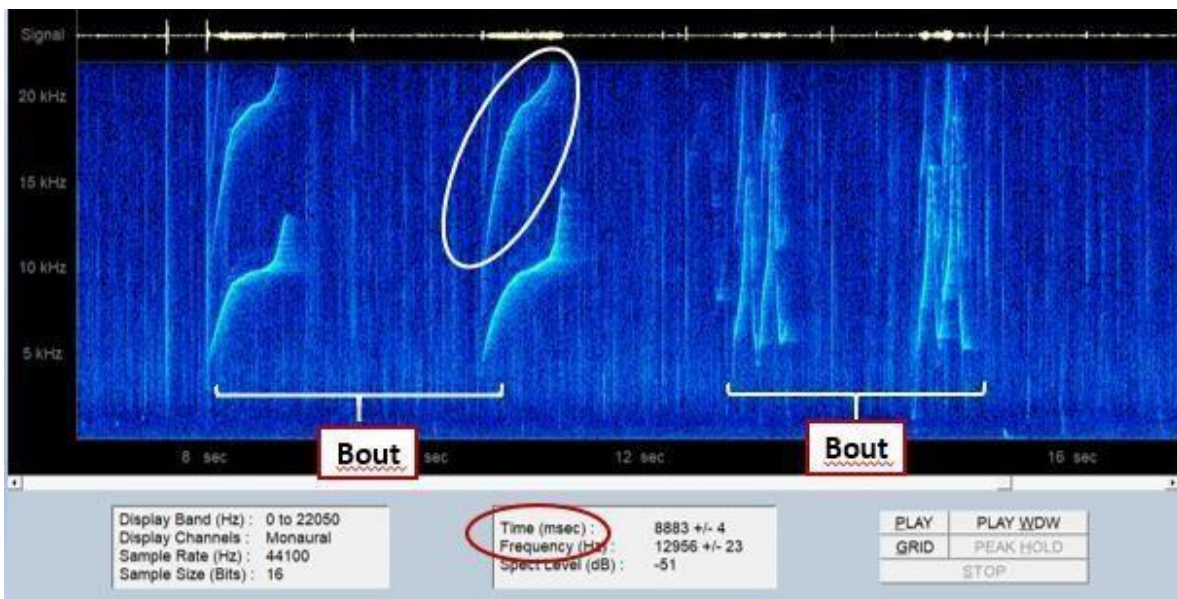 Signal
20 kHz
15 kHz
10 kHz
5 kHz
Bout
Bout
8 sec
sec
12 sec
16 sec
Display Band (Hz) : 0 to 22050
Display Channels : Monaural
Sample Rate (Hz) : 44100
Sample Size (Bits) : 16
Time (msec) : 8883 +/- 4
Frequency (Hz) : 12956 +/- 23
Spect Level (dB) : -51
PLAY
PLAY WDW
GRID
PEAK HOLD
STOP